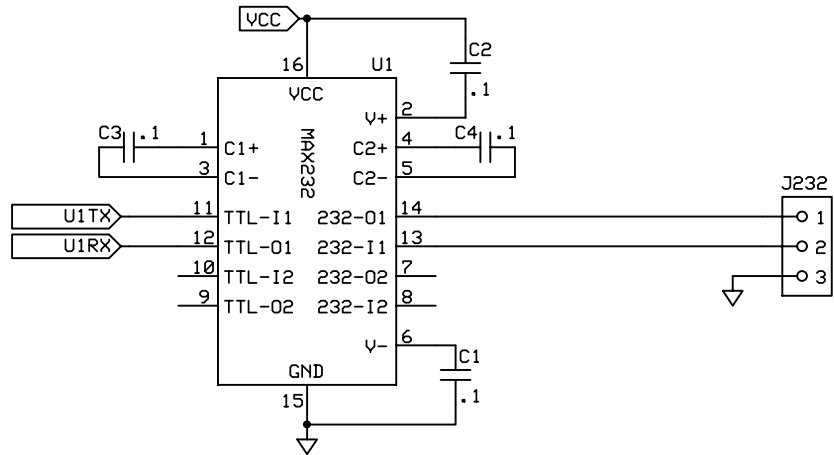 VCC
C2
16
U1
.1
VCC
2
V+
C3
.1
1
C1+
MAX232
C2+
4
C4
.1
3
C1-
C2-
5
J232
U1TX
11
TTL-I1
232-O1
14
1
U1RX
12
TTL-O1
232-I1
13
2
10
TTL-I2
232-O2
7
3
9
TTL-O2
232-I2
8
V-
6
C1
GND
15
.1